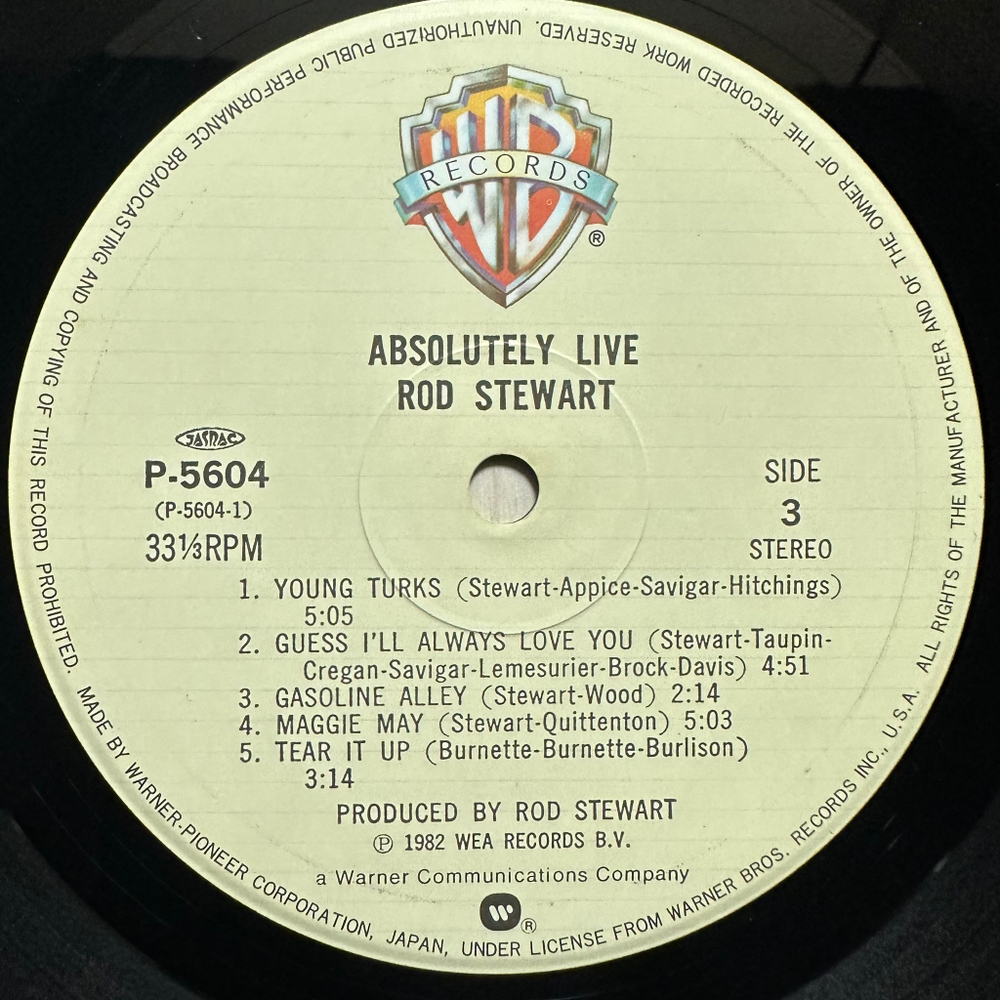 WB
RECORDS
®
ABSOLUTELY LIVE
ROD STEWART
JASRAC
P-5604
(P-5604-1)
33⅓RPM
SIDE
3
STEREO
1. YOUNG TURKS (Stewart-Appice-Savigar-Hitchings)
5:05
2. GUESS I'LL ALWAYS LOVE YOU (Stewart-Taupin-
Cregan-Savigar-Lemesurier-Brock-Davis) 4:51
3. GASOLINE ALLEY (Stewart-Wood) 2:14
4. MAGGIE MAY (Stewart-Quittenton) 5:03
5. TEAR IT UP (Burnette-Burnette-Burlison)
3:14
PRODUCED BY ROD STEWART
℗ 1982 WEA RECORDS B.V.
a Warner Communications Company
®
MADE BY WARNER-PIONEER CORPORATION, JAPAN, UNDER LICENSE FROM WARNER BROS. RECORDS INC., U.S.A. ALL RIGHTS OF THE MANUFACTURER AND OF THE OWNER OF THE RECORDED WORK RESERVED. UNAUTHORIZED PUBLIC PERFORMANCE BROADCASTING AND COPYING OF THIS RECORD PROHIBITED.